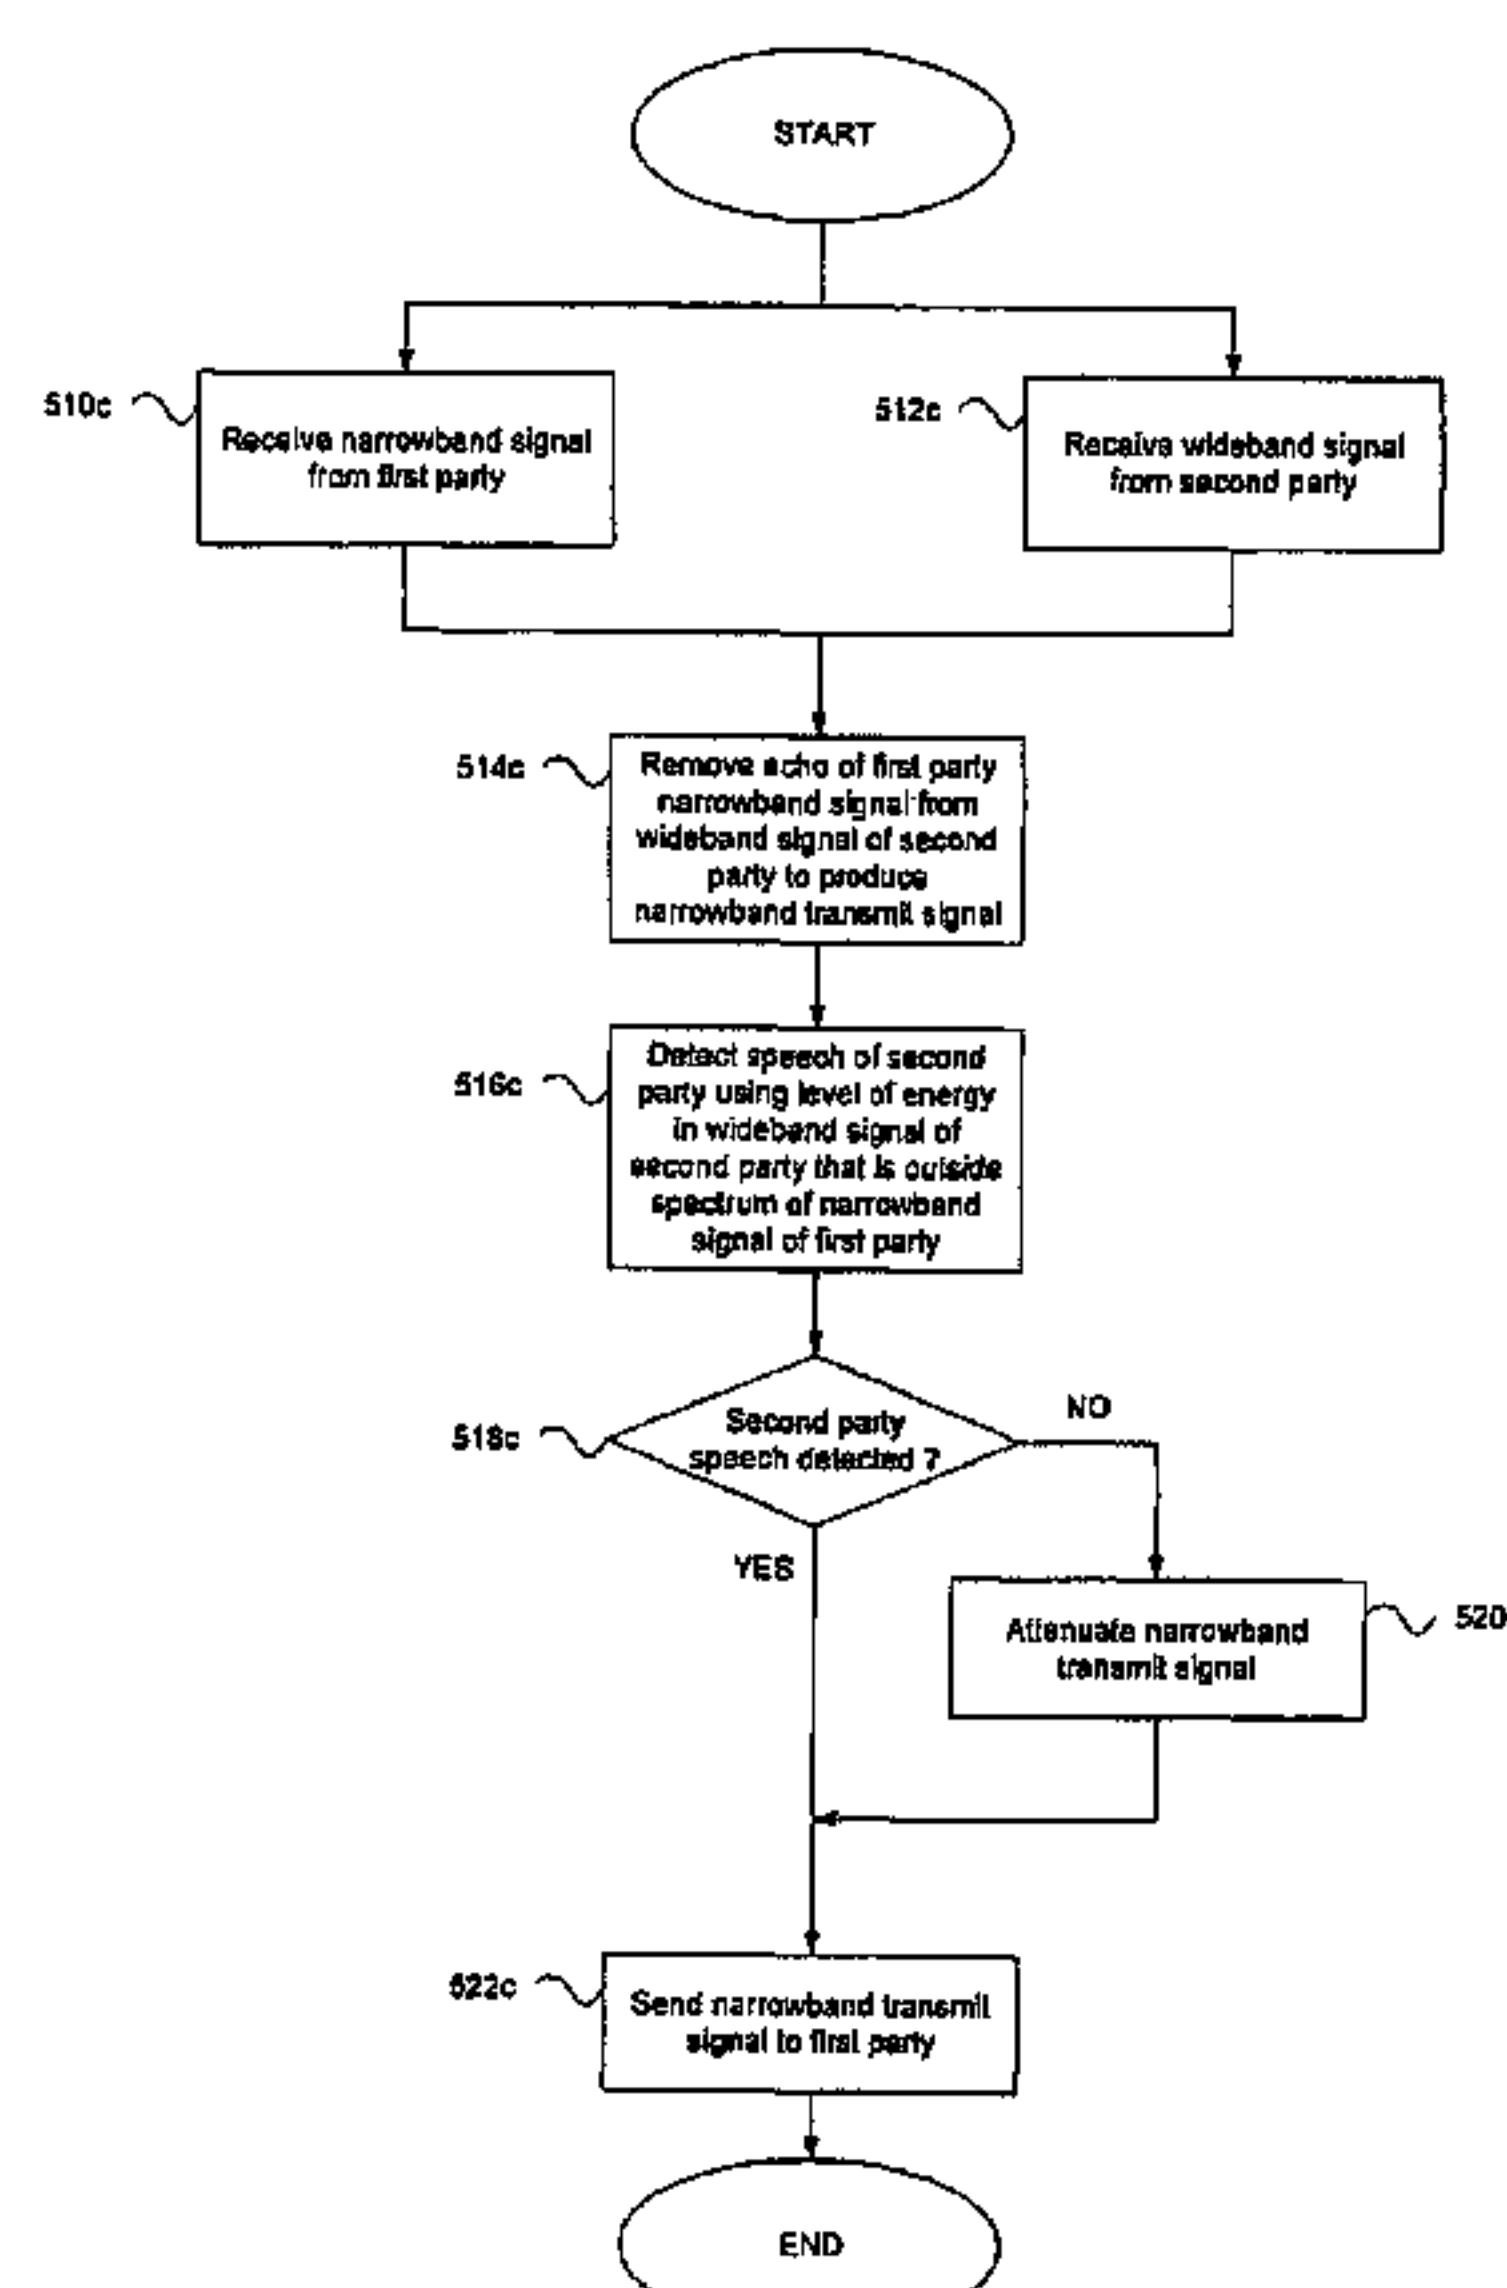 START
510c
Receive narrowband signal
from first party
512c
Receive wideband signal
from second party
514c
Remove echo of first party
narrowband signal from
wideband signal of second
party to produce
narrowband transmit signal
516c
Detect speech of second
party using level of energy
in wideband signal of
second party that is outside
spectrum of narrowband
signal of first party
518c
Second party
speech detected ?
NO
YES
520
Attenuate narrowband
transmit signal
522c
Send narrowband transmit
signal to first party
END